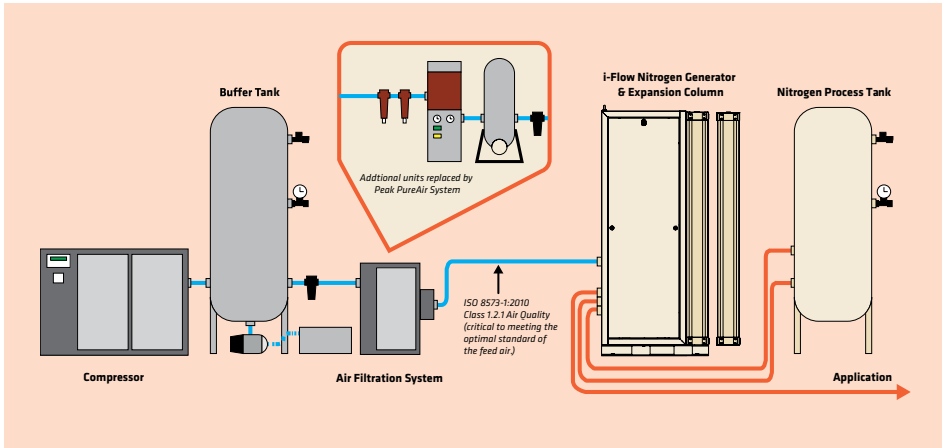 Buffer Tank
Addtional units replaced by
Peak PureAir System
i-Flow Nitrogen Generator
& Expansion Column
Nitrogen Process Tank
ISO 8573-1:2010
Class 1.2.1 Air Quality
(critical to meeting the
optimal standard of
the feed air.)
Compressor
Air Filtration System
Application